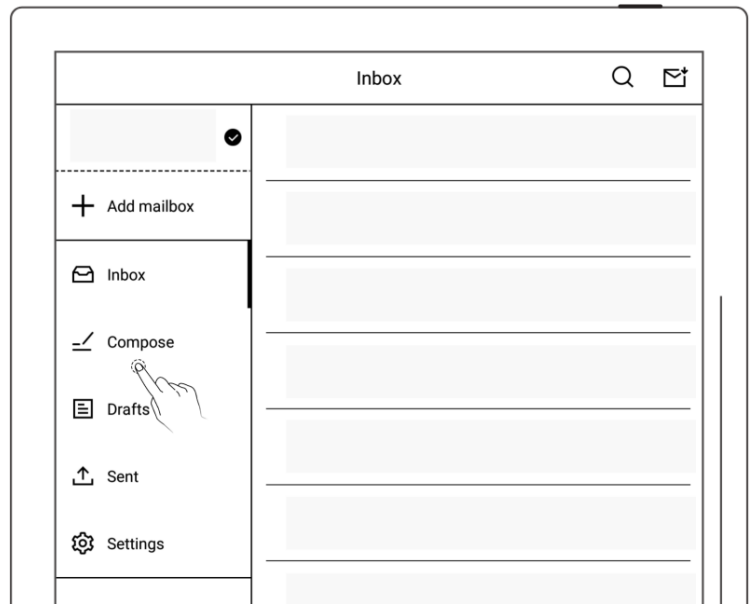 Inbox
Add mailbox
Inbox
Compose
Drafts
Sent
Settings